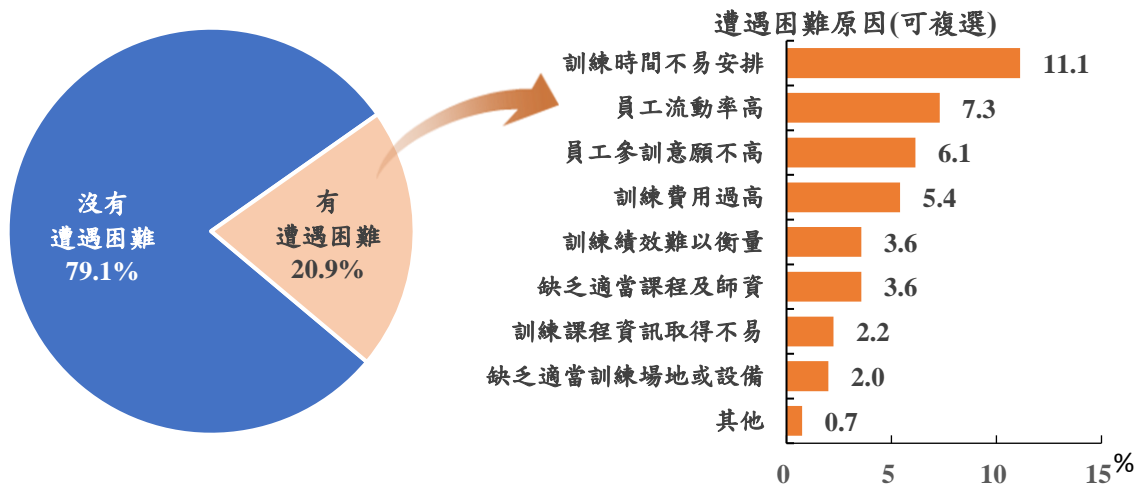 遭遇困難原因(可複選)
沒有
遭遇困難
79.1%
有
遭遇困難
20.9%
訓練時間不易安排 11.1
員工流動率高 7.3
員工參訓意願不高 6.1
訓練費用過高 5.4
訓練績效難以衡量 3.6
缺乏適當課程及師資 3.6
訓練課程資訊取得不易 2.2
缺乏適當訓練場地或設備 2.0
其他 0.7
0 5 10 15 %